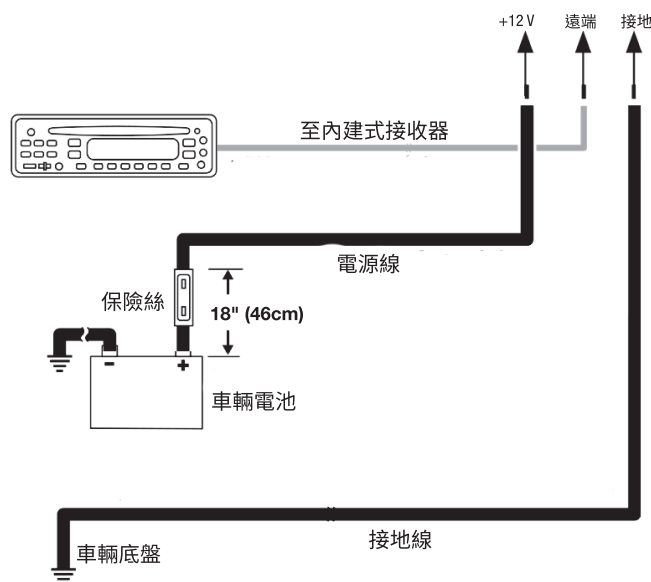 +12 V 遠端 接地
至內建式接收器
電源線
保險絲
18" (46cm)
- +
車輛電池
接地線
車輛底盤